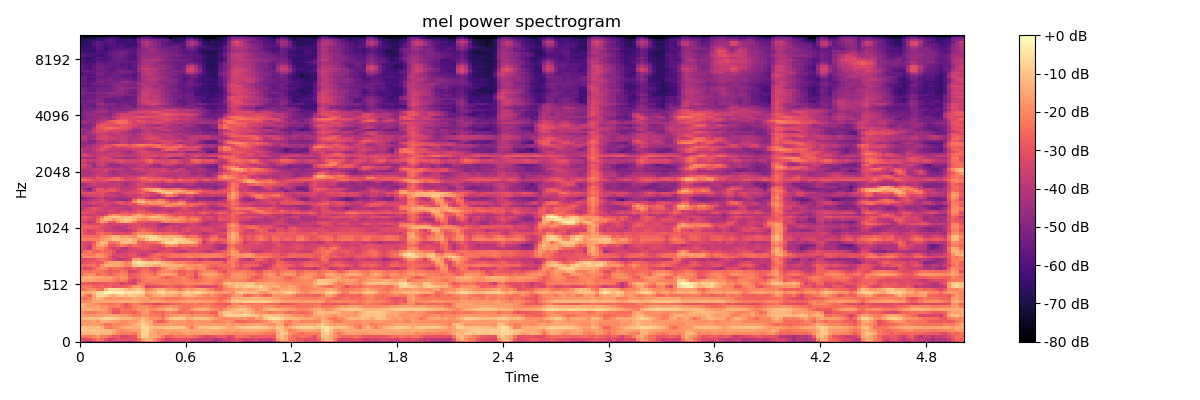 mel power spectrogram
8192
4096
2048
1024
512
0
Hz
0 0.6 1.2 1.8 2.4 3 3.6 4.2 4.8
Time
+0 dB
-10 dB
-20 dB
-30 dB
-40 dB
-50 dB
-60 dB
-70 dB
-80 dB